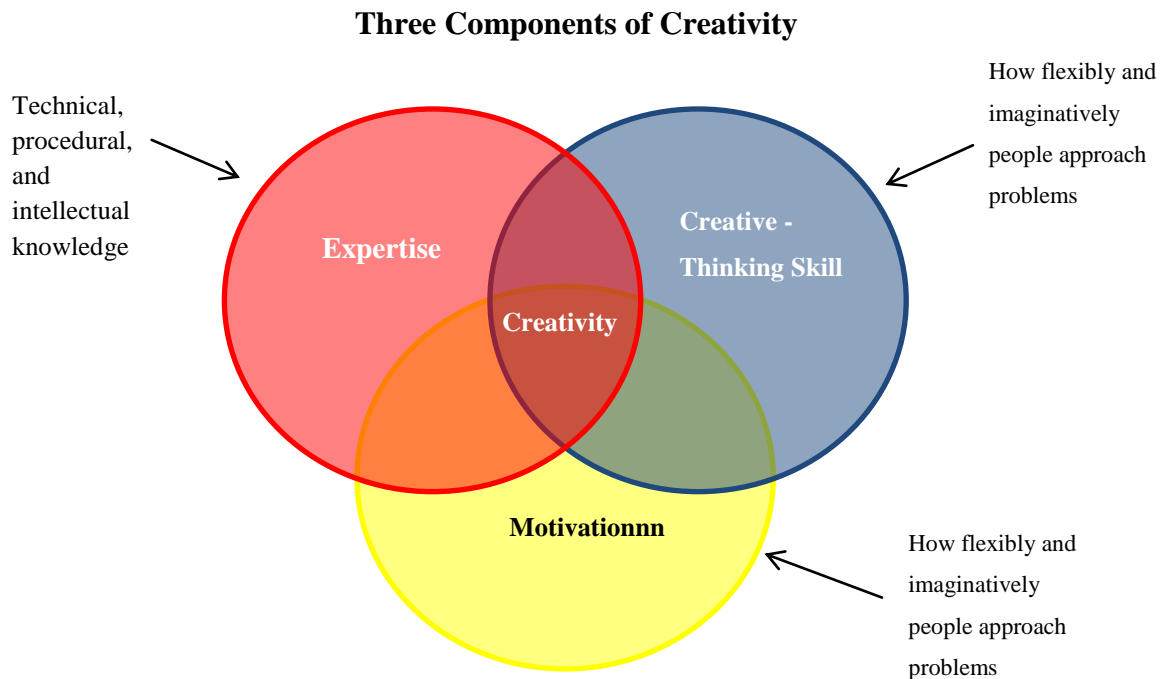 Three Components of Creativity
Technical,
procedural,
and
intellectual
knowledge
How flexibly and
imaginatively
people approach
problems
Expertise
Creative -
Thinking Skill
Creativity
Motivationnn
How flexibly and
imaginatively
people approach
problems